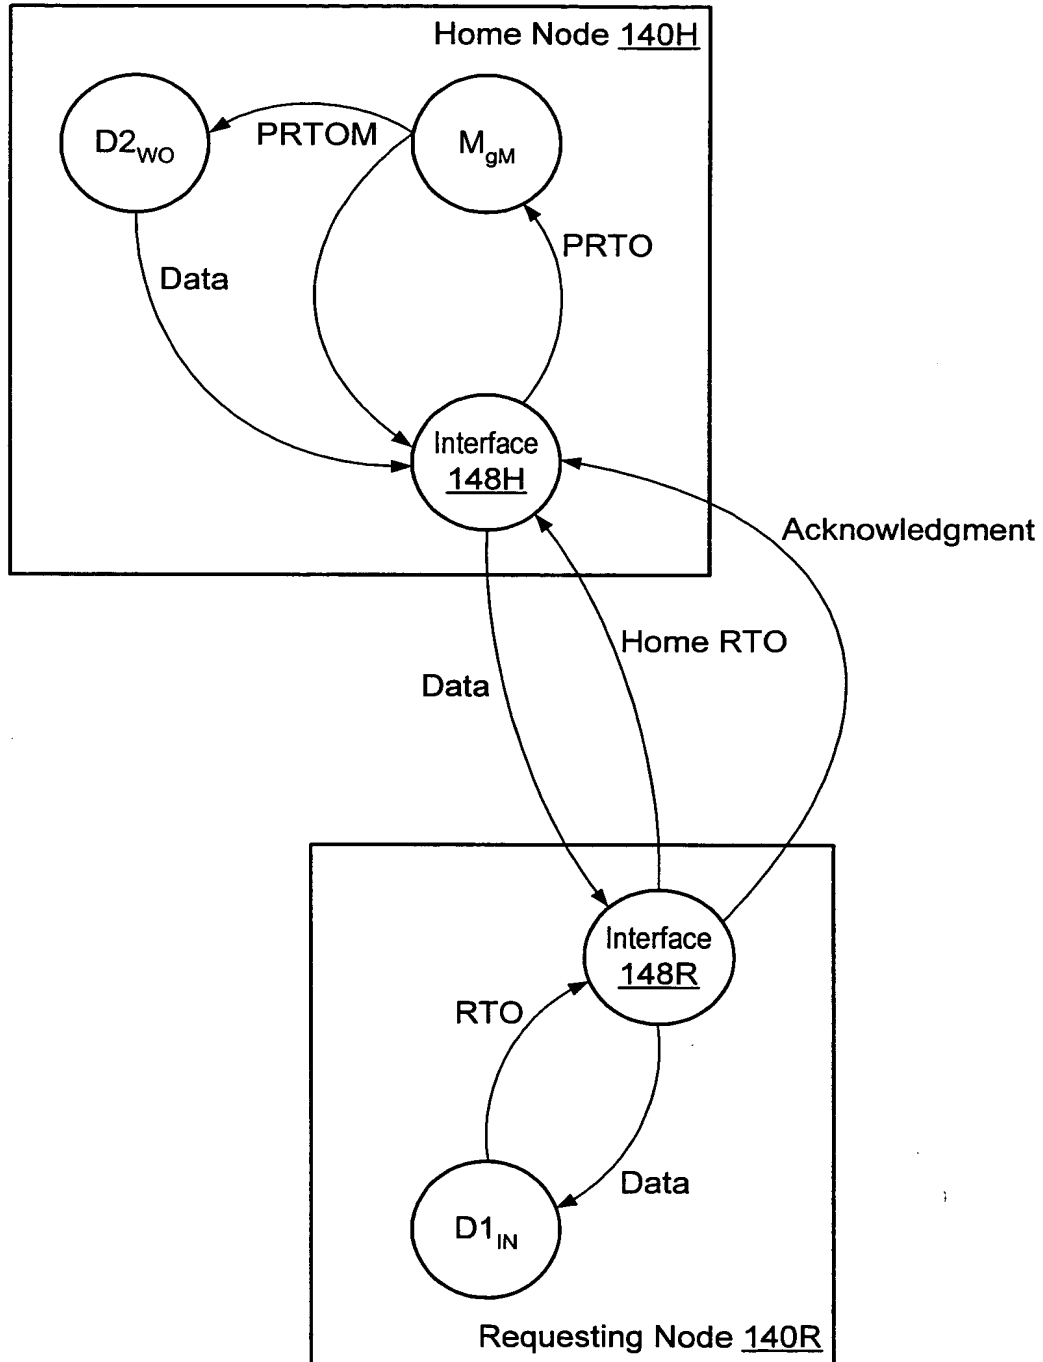 Home Node 140H
D2WO
PRTOM
MgM
PRTO
Data
Interface
148H
Acknowledgment
Home RTO
Data
Interface
148R
RTO
Data
D1IN
Requesting Node 140R